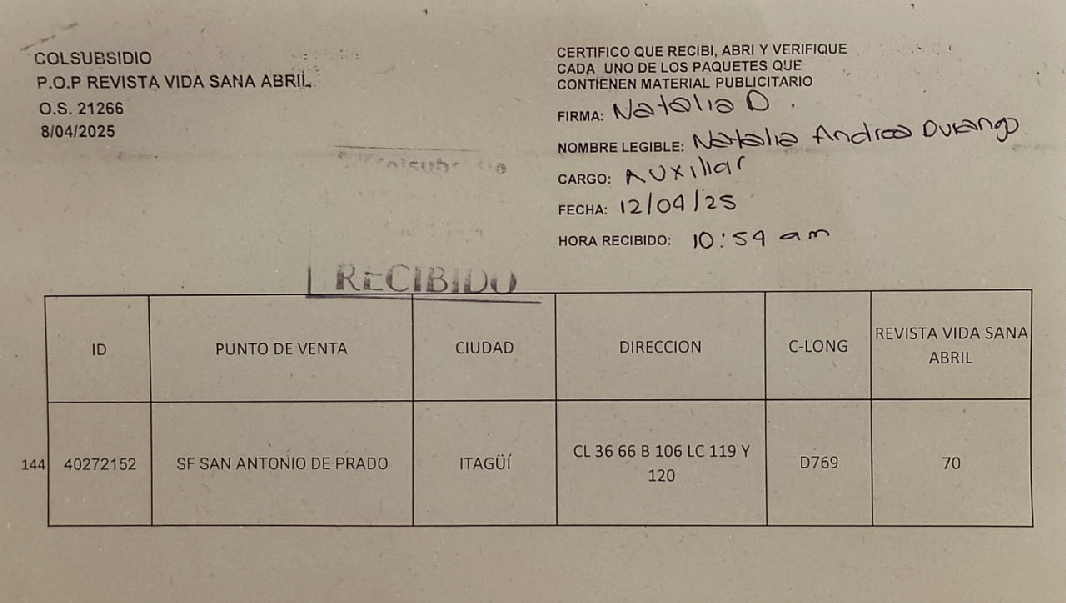 COLSUBSIDIO
P.O.P REVISTA VIDA SANA ABRIL
O.S. 21266
8/04/2025
CERTIFICO QUE RECIBI, ABRI Y VERIFIQUE
CADA UNO DE LOS PAQUETES QUE
CONTIENEN MATERIAL PUBLICITARIO
FIRMA: Natalia D.
NOMBRE LEGIBLE: Natalia Andrea Durango
CARGO: Auxiliar
FECHA: 12/04/25
HORA RECIBIDO: 10:54 am
RECIBIDO
ID PUNTO DE VENTA CIUDAD DIRECCION C-LONG REVISTA VIDA SANA
ABRIL
144 40272152 SF SAN ANTONIO DE PRADO ITAGÜÍ CL 36 66 B 106 LC 119 Y D769 70
120